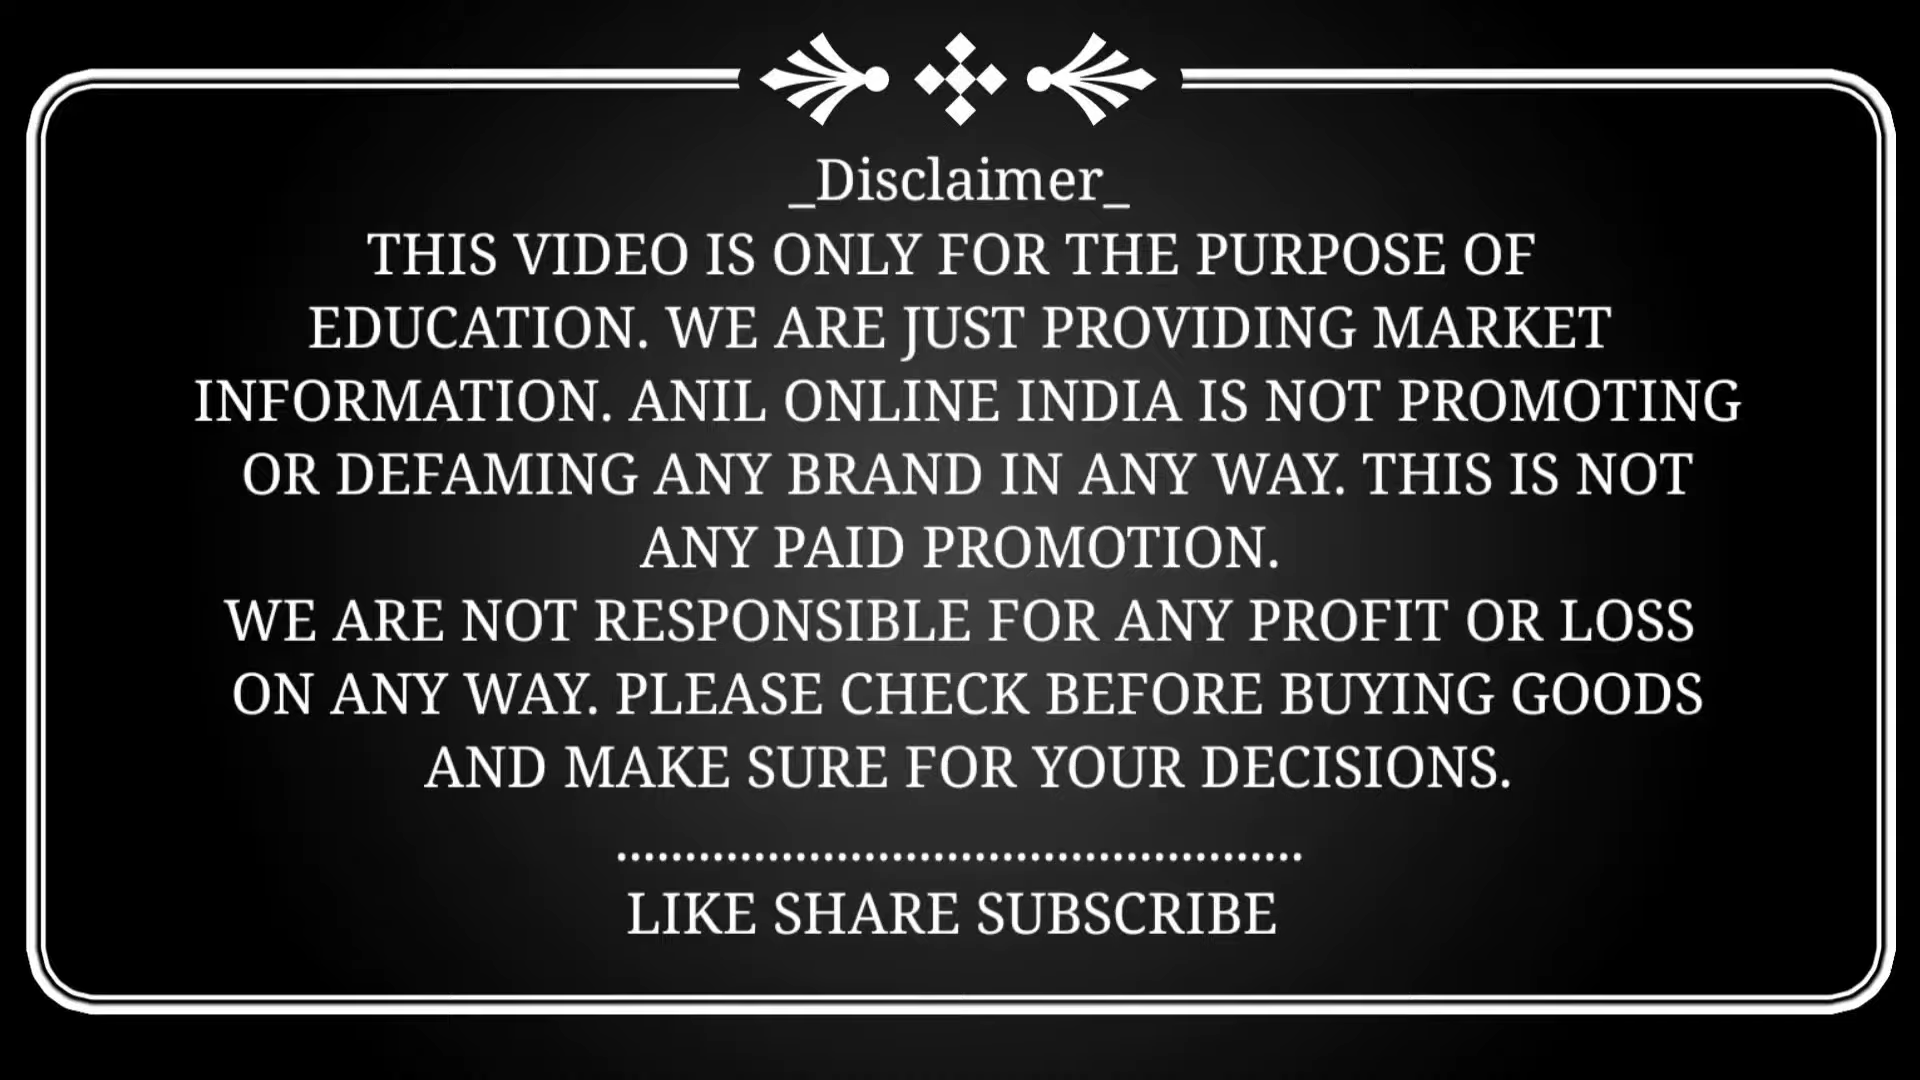 _Disclaimer_
THIS VIDEO IS ONLY FOR THE PURPOSE OF
EDUCATION. WE ARE JUST PROVIDING MARKET
INFORMATION. ANIL ONLINE INDIA IS NOT PROMOTING
OR DEFAMING ANY BRAND IN ANY WAY. THIS IS NOT
ANY PAID PROMOTION.
WE ARE NOT RESPONSIBLE FOR ANY PROFIT OR LOSS
ON ANY WAY. PLEASE CHECK BEFORE BUYING GOODS
AND MAKE SURE FOR YOUR DECISIONS.
..................................................
LIKE SHARE SUBSCRIBE